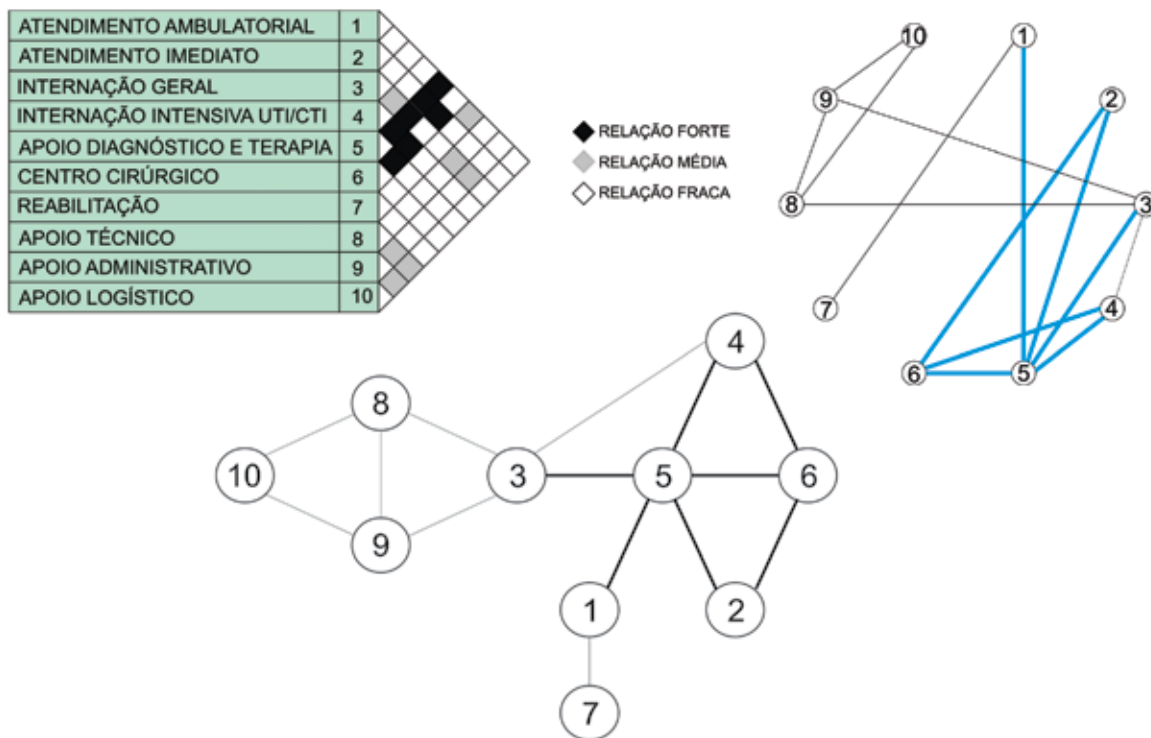 ATENDIMENTO AMBULATORIAL 1
ATENDIMENTO IMEDIATO 2
INTERNAÇÃO GERAL 3
INTERNAÇÃO INTENSIVA UTI/CTI 4
APOIO DIAGNÓSTICO E TERAPIA 5
CENTRO CIRÚRGICO 6
REABILITAÇÃO 7
APOIO TÉCNICO 8
APOIO ADMINISTRATIVO 9
APOIO LOGÍSTICO 10
RELAÇÃO FORTE
RELAÇÃO MÉDIA
RELAÇÃO FRACA
10 1
9 2
8 3
7 4
6 5
4
8
10 3 5 6
9
1 2
7